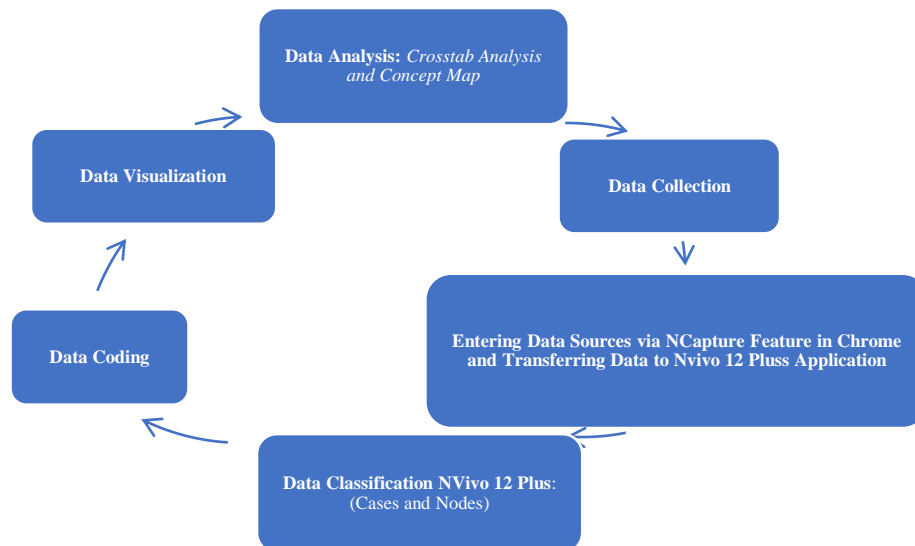 Data Analysis: Crosstab Analysis
and Concept Map
Data Collection
Entering Data Sources via NCapture Feature in Chrome
and Transferring Data to Nvivo 12 Pluss Application
Data Classification NVivo 12 Plus:
(Cases and Nodes)
Data Coding
Data Visualization